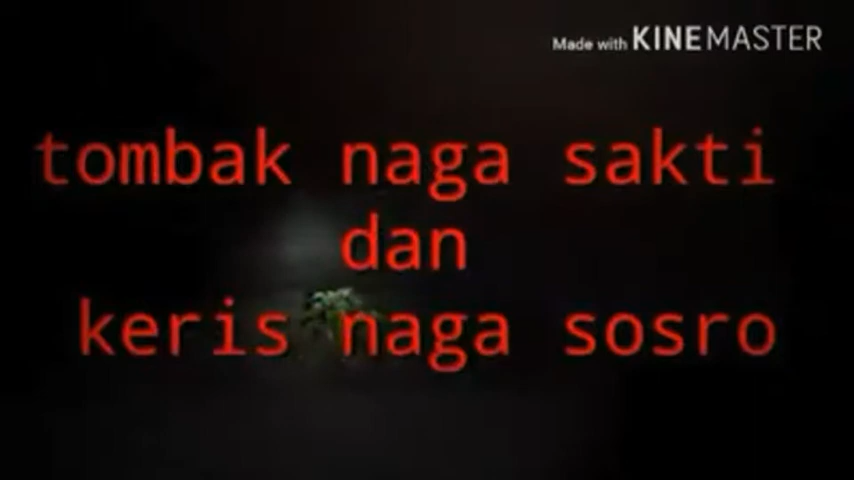 Made with KINEMASTER
tombak naga sakti
dan
keris naga sosro